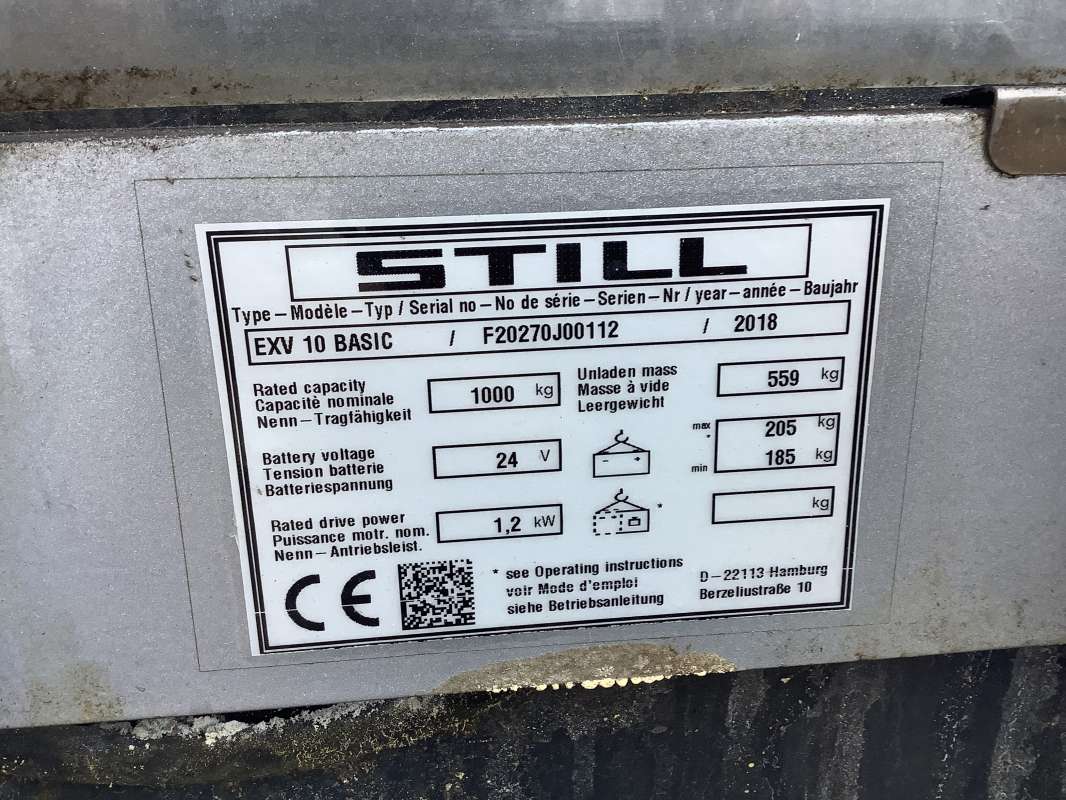 STILL
Type – Modèle – Typ / Serial no – No de série – Serien – Nr / year – année – Baujahr
EXV 10 BASIC / F20270J00112 / 2018
Rated capacity
Capacitè nominale
Nenn – Tragfähigkeit
1000 kg
Unladen mass
Masse à vide
Leergewicht
559 kg
Battery voltage
Tension batterie
Batteriespannung
24 V
- +
max 205 kg
*
min 185 kg
Rated drive power
Puissance motr. nom.
Nenn – Antriebsleist.
1,2 kW
*
kg
CE
* see Operating instructions
voir Mode d'emploi
siehe Betriebsanleitung
D – 22113 Hamburg
Berzeliustraße 10